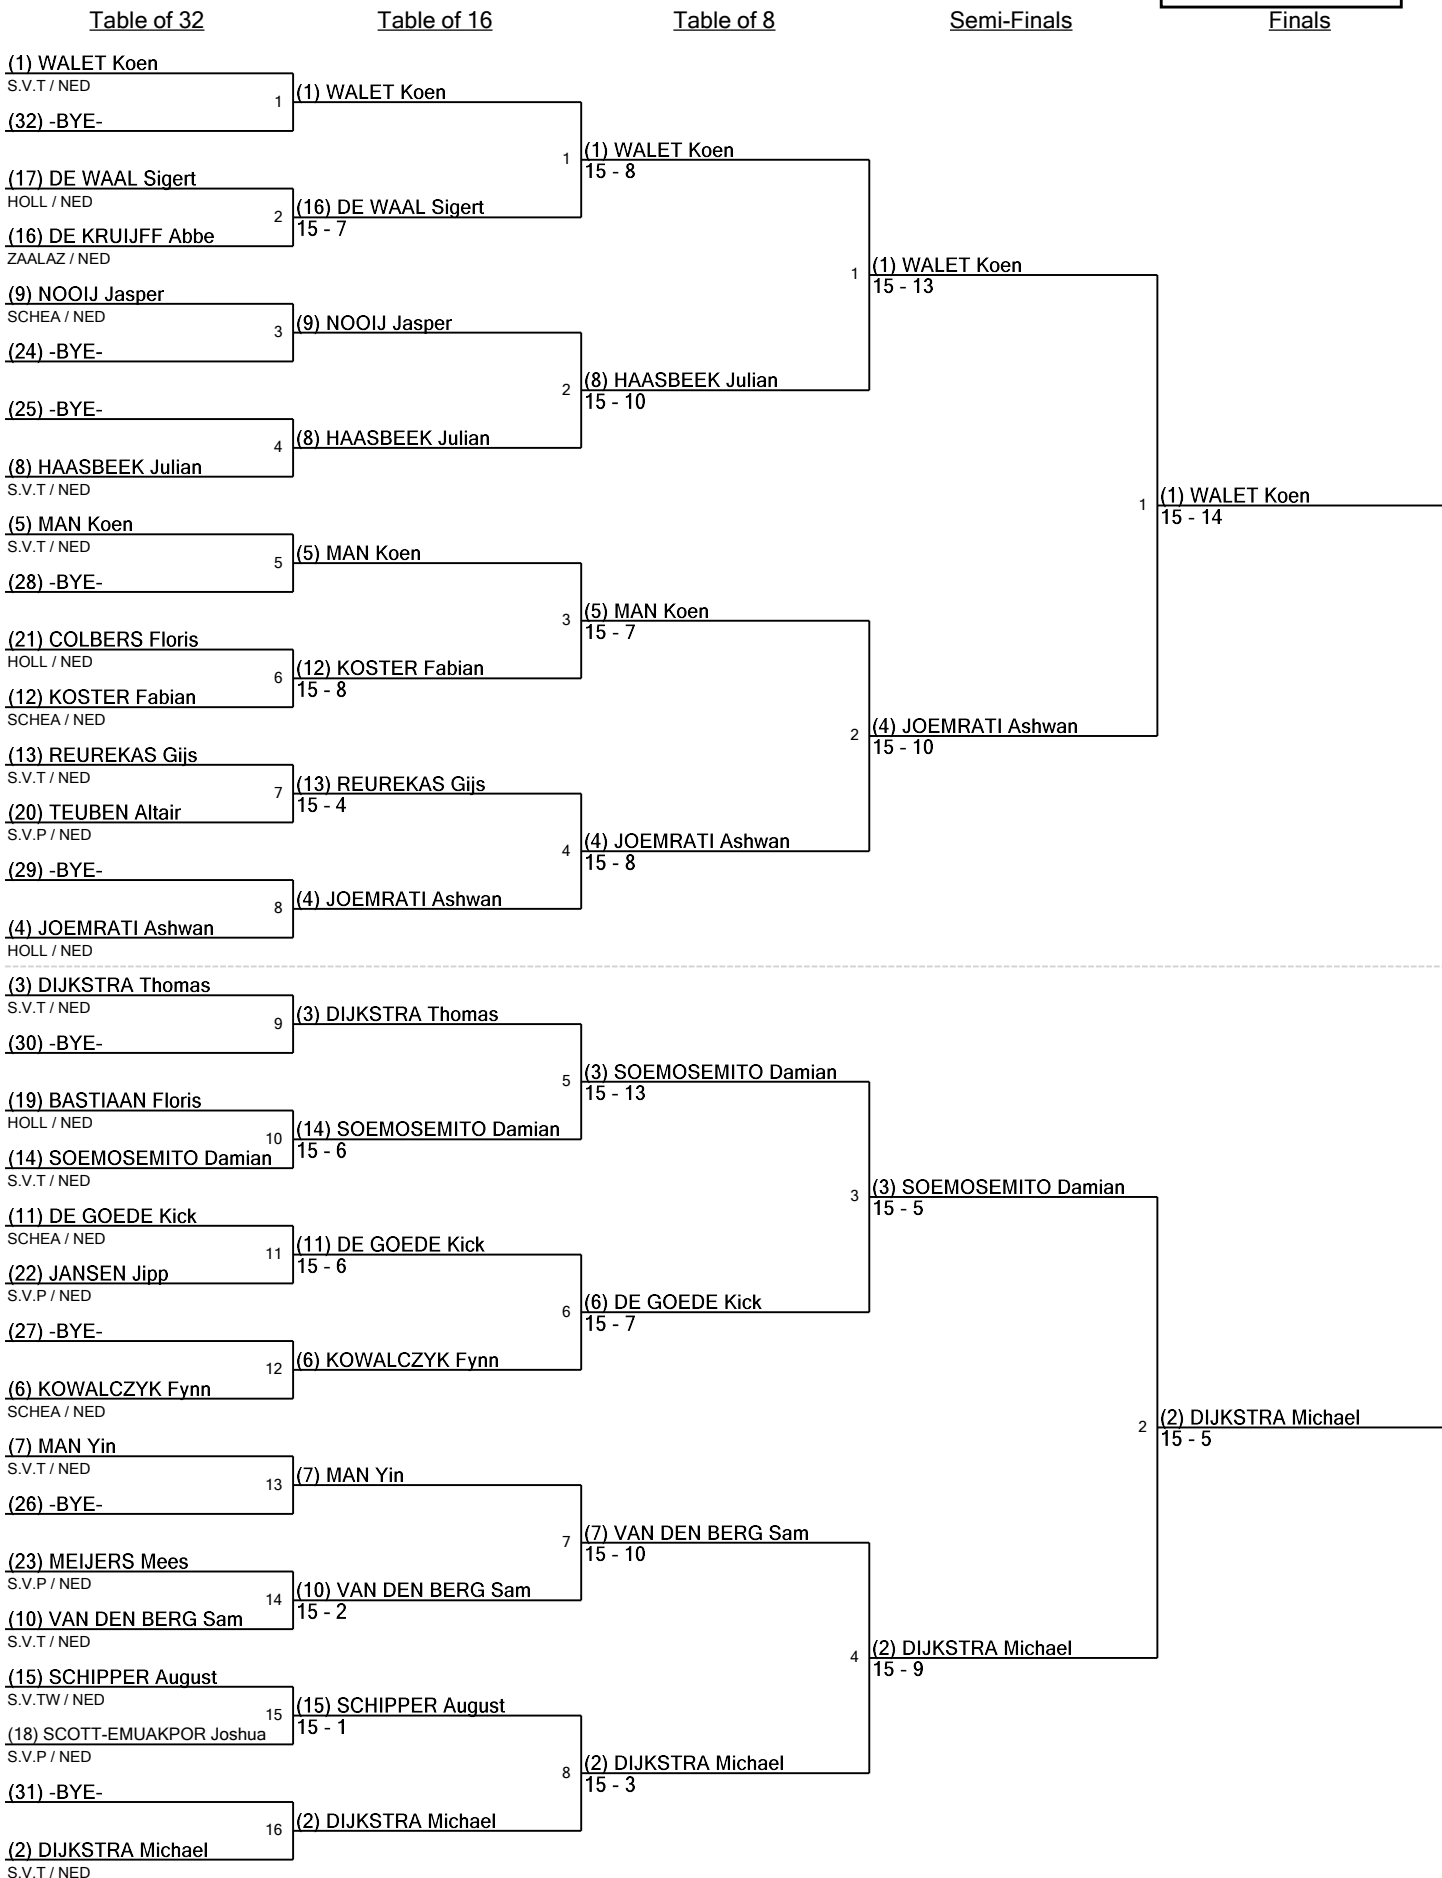 Table of 32
Table of 16
Table of 8
Semi-Finals
Finals
(1) WALET Koen
S.V.T / NED
1
(32) -BYE-
(17) DE WAAL Sigert
HOLL / NED
2
(16) DE KRUIJFF Abbe
ZAALAZ / NED
(9) NOOIJ Jasper
SCHEA / NED
3
(24) -BYE-
(25) -BYE-
4
(8) HAASBEEK Julian
S.V.T / NED
(5) MAN Koen
S.V.T / NED
5
(28) -BYE-
(21) COLBERS Floris
HOLL / NED
6
(12) KOSTER Fabian
SCHEA / NED
(13) REUREKAS Gijs
S.V.T / NED
7
(20) TEUBEN Altair
S.V.P / NED
(29) -BYE-
8
(4) JOEMRATI Ashwan
HOLL / NED
(3) DIJKSTRA Thomas
S.V.T / NED
9
(30) -BYE-
(19) BASTIAAN Floris
HOLL / NED
10
(14) SOEMOSEMITO Damian
S.V.T / NED
(11) DE GOEDE Kick
SCHEA / NED
11
(22) JANSEN Jipp
S.V.P / NED
(27) -BYE-
12
(6) KOWALCZYK Fynn
SCHEA / NED
(7) MAN Yin
S.V.T / NED
13
(26) -BYE-
(23) MEIJERS Mees
S.V.P / NED
14
(10) VAN DEN BERG Sam
S.V.T / NED
(15) SCHIPPER August
S.V.TW / NED
15
(18) SCOTT-EMUAKPOR Joshua
S.V.P / NED
(31) -BYE-
16
(2) DIJKSTRA Michael
S.V.T / NED
(1) WALET Koen
1
(16) DE WAAL Sigert
15 - 7
(9) NOOIJ Jasper
2
(8) HAASBEEK Julian
(5) MAN Koen
3
(12) KOSTER Fabian
15 - 8
(13) REUREKAS Gijs
15 - 4
4
(4) JOEMRATI Ashwan
(3) DIJKSTRA Thomas
5
(14) SOEMOSEMITO Damian
15 - 6
(11) DE GOEDE Kick
15 - 6
6
(6) KOWALCZYK Fynn
(7) MAN Yin
7
(10) VAN DEN BERG Sam
15 - 2
(15) SCHIPPER August
15 - 1
8
(2) DIJKSTRA Michael
(1) WALET Koen
15 - 8
1
(8) HAASBEEK Julian
15 - 10
(5) MAN Koen
15 - 7
2
(4) JOEMRATI Ashwan
15 - 8
(3) SOEMOSEMITO Damian
15 - 13
3
(6) DE GOEDE Kick
15 - 7
(7) VAN DEN BERG Sam
15 - 10
4
(2) DIJKSTRA Michael
15 - 3
(1) WALET Koen
15 - 13
1
(4) JOEMRATI Ashwan
15 - 10
(3) SOEMOSEMITO Damian
15 - 5
2
(2) DIJKSTRA Michael
15 - 9
(1) WALET Koen
15 - 14
(2) DIJKSTRA Michael
15 - 5